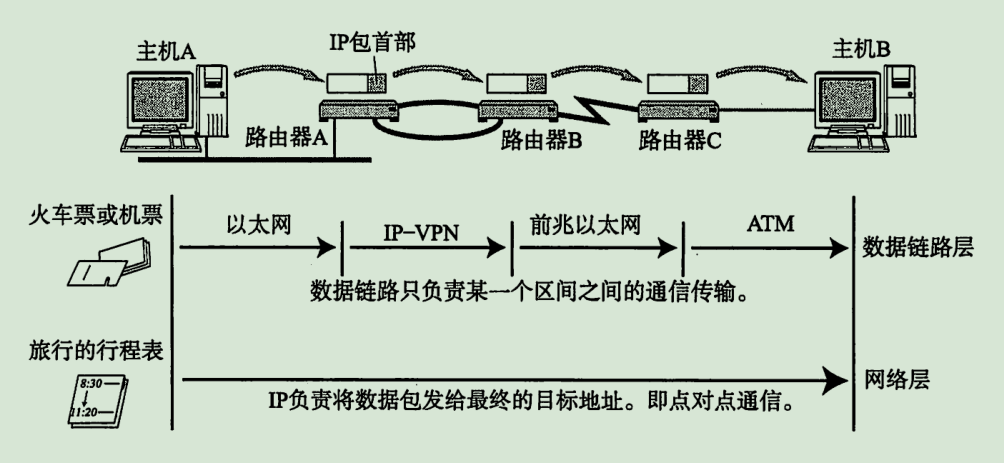 IP包首部
主机A
主机B
路由器A
路由器B
路由器C
火车票或机票
以太网
IP-VPN
前兆以太网
ATM
数据链路层
数据链路只负责某一个区间之间的通信传输。
旅行的行程表
8:30
11:20
网络层
IP负责将数据包发给最终的目标地址。即点对点通信。